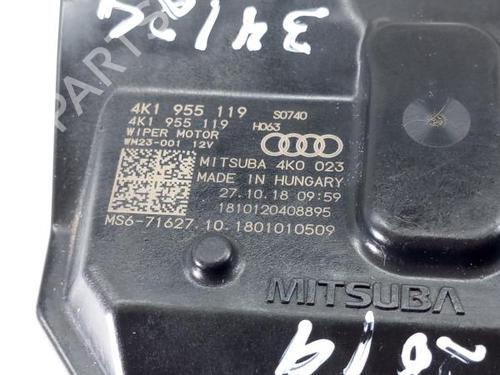 4K1 955 119 S0740
4K1 955 119 H063
WIPER MOTOR
WM23-001 12V
MITSUBA 4K0 023
MADE IN HUNGARY
27.10.18 09:59
1810120408895
MS6-71627.10.1801010509
MITSUBA
2019